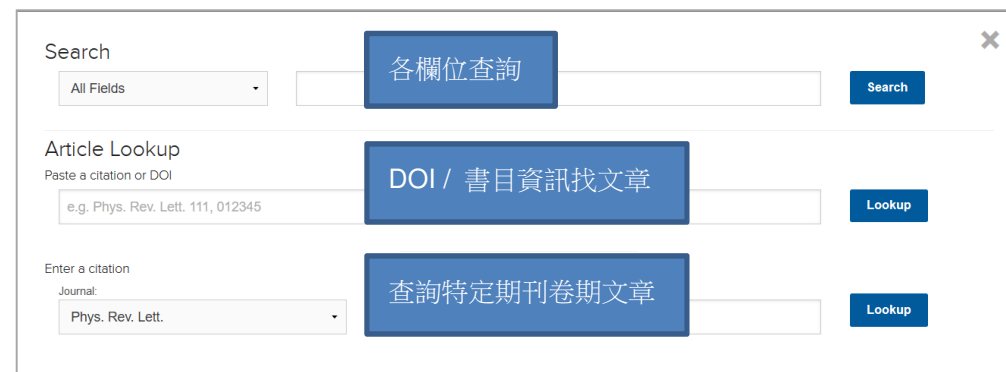 Search
各欄位查詢
All Fields
Search
Article Lookup
Paste a citation or DOI
DOI / 書目資訊找文章
e.g. Phys. Rev. Lett. 111, 012345
Lookup
Enter a citation
查詢特定期刊卷期文章
Journal:
Phys. Rev. Lett.
Lookup